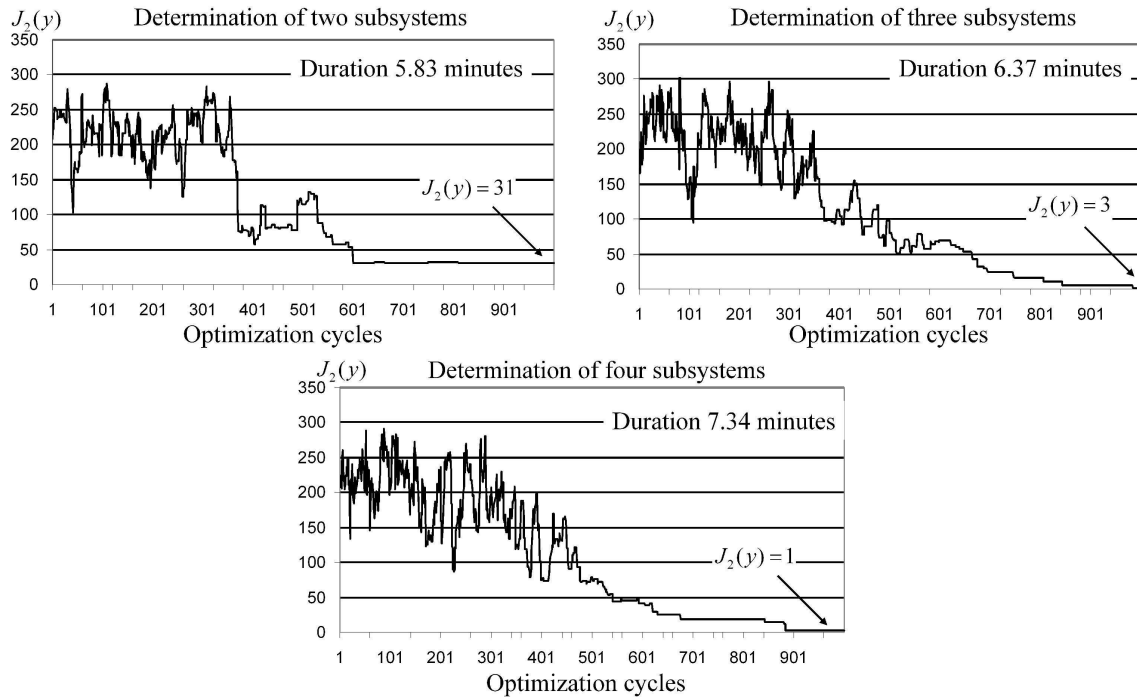 J₂(y) Determination of two subsystems
350
300
250
200
150
100
50
0
Duration 5.83 minutes
J₂(y) = 31
1 101 201 301 401 501 601 701 801 901
Optimization cycles
J₂(y) Determination of three subsystems
350
300
250
200
150
100
50
0
Duration 6.37 minutes
J₂(y) = 3
1 101 201 301 401 501 601 701 801 901
Optimization cycles
J₂(y) Determination of four subsystems
350
300
250
200
150
100
50
0
Duration 7.34 minutes
J₂(y) = 1
1 101 201 301 401 501 601 701 801 901
Optimization cycles